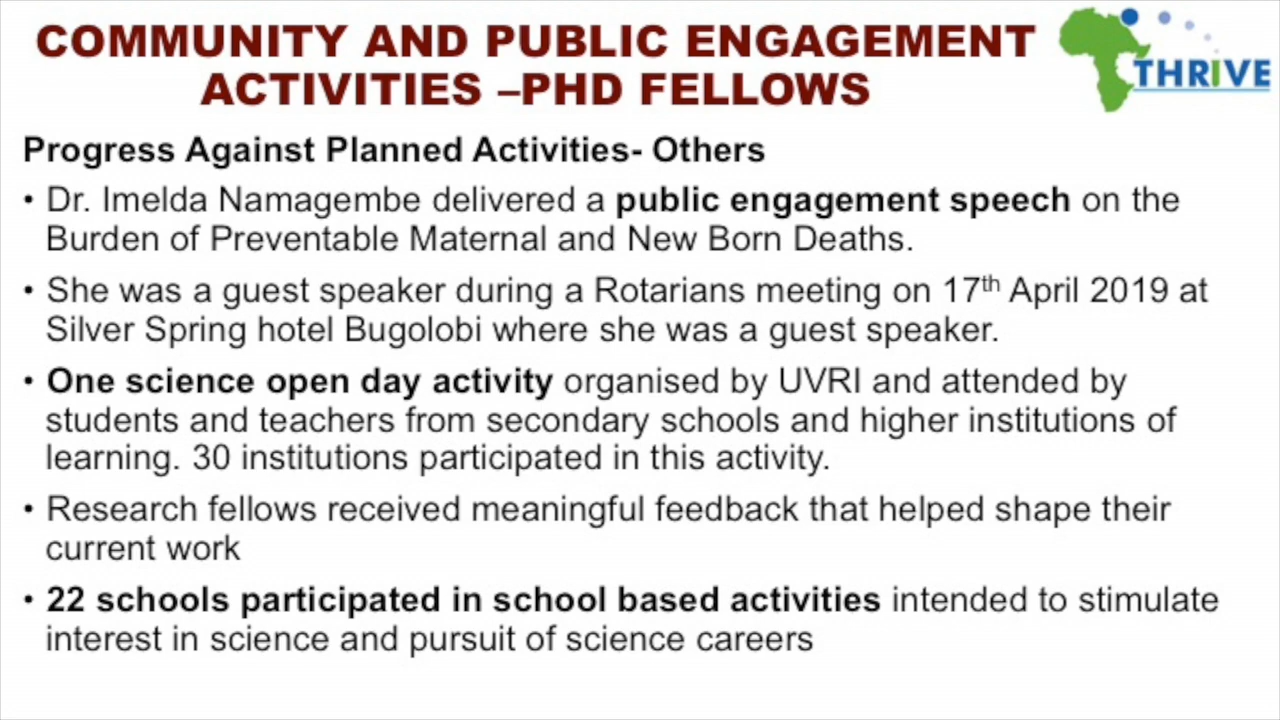 COMMUNITY AND PUBLIC ENGAGEMENT
ACTIVITIES –PHD FELLOWS
THRIVE
Progress Against Planned Activities- Others
• Dr. Imelda Namagembe delivered a public engagement speech on the
Burden of Preventable Maternal and New Born Deaths.
• She was a guest speaker during a Rotarians meeting on 17th April 2019 at
Silver Spring hotel Bugolobi where she was a guest speaker.
• One science open day activity organised by UVRI and attended by
students and teachers from secondary schools and higher institutions of
learning. 30 institutions participated in this activity.
• Research fellows received meaningful feedback that helped shape their
current work
• 22 schools participated in school based activities intended to stimulate
interest in science and pursuit of science careers